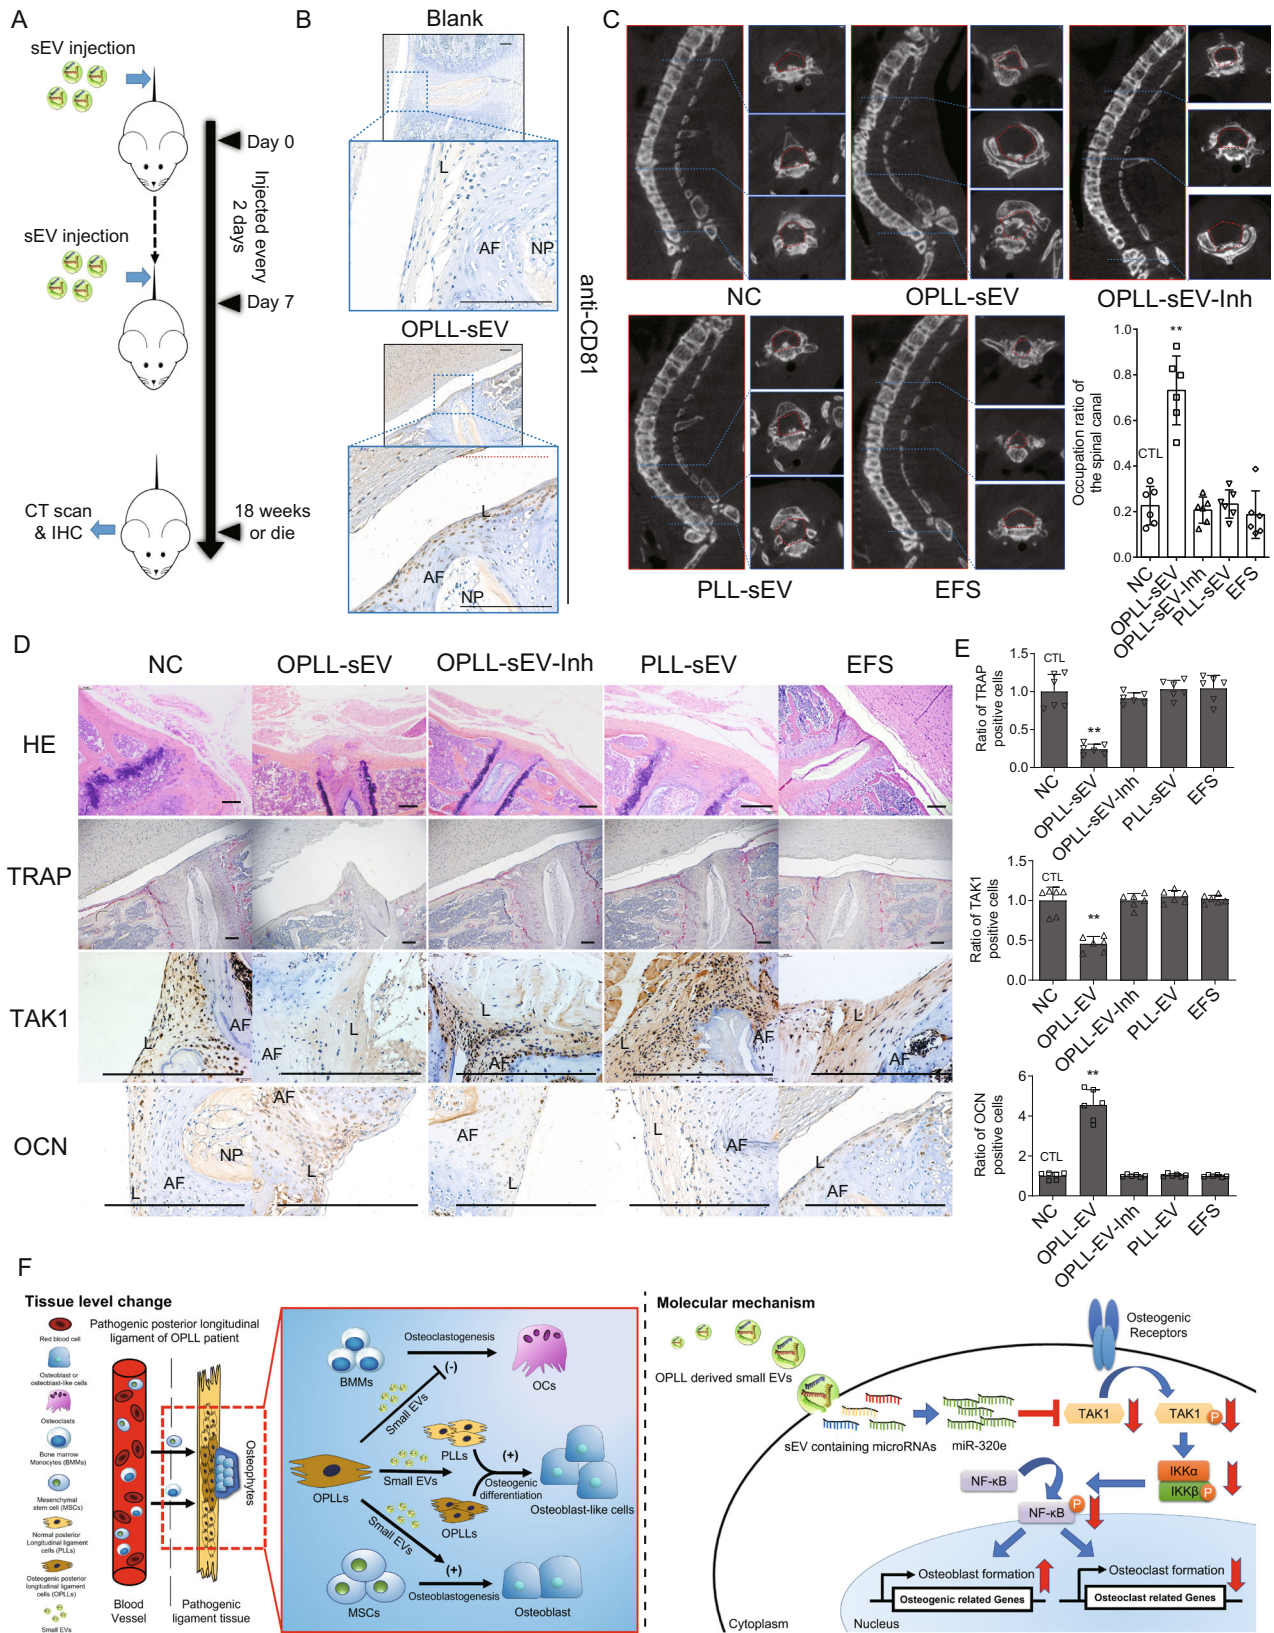 A
sEV injection
Day 0
Injected every
2 days
sEV injection
Day 7
CT scan
& IHC
18 weeks
or die
B
Blank
L
AF
NP
OPLL-sEV
L
AF
NP
anti-CD81
C
NC
OPLL-sEV
OPLL-sEV-Inh
PLL-sEV
EFS
Occupation ratio of
the spinal canal
1.0
0.8
0.6
0.4
0.2
0.0
CTL
**
NC
OPLL-sEV
OPLL-sEV-Inh
PLL-sEV
EFS
D
NC
OPLL-sEV
OPLL-sEV-Inh
PLL-sEV
EFS
HE
TRAP
TAK1
L
AF
AF
L
L
AF
L
AF
L
AF
OCN
L
AF
NP
AF
L
AF
L
L
AF
L
AF
E
Ratio of TRAP
positive cells
1.5
1.0
0.5
0.0
CTL
**
NC
OPLL-sEV
OPLL-sEV-Inh
PLL-sEV
EFS
Ratio of TAK1
positive cells
1.5
1.0
0.5
0.0
CTL
**
NC
OPLL-EV
OPLL-EV-Inh
PLL-EV
EFS
Ratio of OCN
positive cells
6
4
2
0
CTL
**
NC
OPLL-EV
OPLL-EV-Inh
PLL-EV
EFS
F
Tissue level change
Red blood cell
Osteoblast or
osteoblast-like cells
Osteoclasts
Bone marrow
Monocytes (BMMs)
Mesenchymal
stem cell (MSCs)
Normal posterior
Longitudinal ligament
cells (PLLs)
Osteogenic posterior
longitudinal ligament
cells (OPLLs)
Small EVs
Pathogenic posterior longitudinal
ligament of OPLL patient
Osteophytes
Blood
Vessel
Pathogenic
ligament tissue
BMMs
Osteoclastogenesis
(-)
OCs
Small EVs
OPLLs
Small EVs
PLLs
OPLLs
(+)
Osteogenic
differentiation
Osteoblast-like cells
Small EVs
MSCs
(+)
Osteoblastogenesis
Osteoblast
Molecular mechanism
OPLL derived small EVs
sEV containing microRNAs
miR-320e
Osteogenic
Receptors
TAK1
TAK1
P
IKKα
IKKβ
P
NF-κB
NF-κB
P
Osteoblast formation
Osteogenic related Genes
Osteoclast formation
Osteoclast related Genes
Cytoplasm
Nucleus